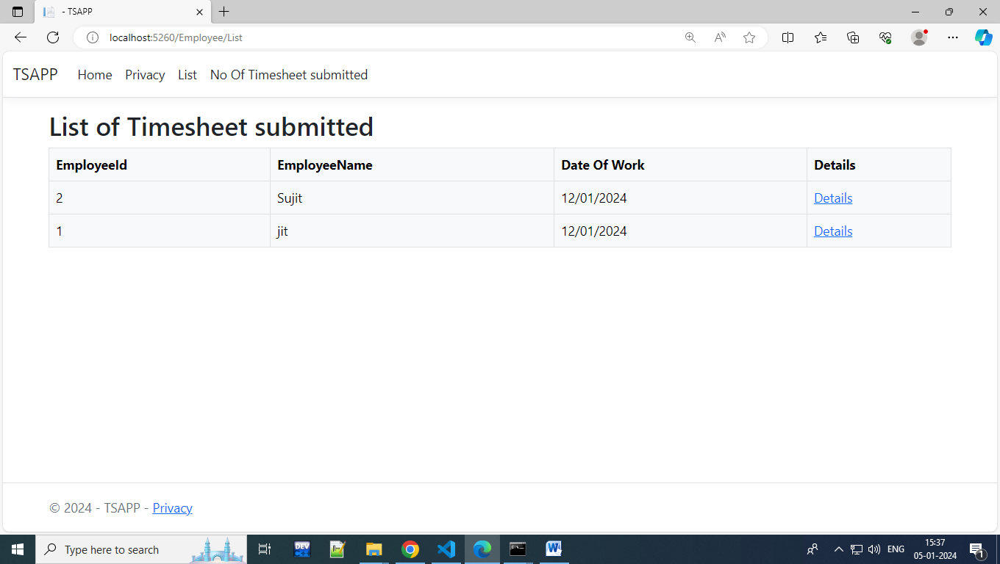 - TSAPP
localhost:5260/Employee/List
TSAPP Home Privacy List No Of Timesheet submitted
List of Timesheet submitted
EmployeeId EmployeeName Date Of Work Details
2 Sujit 12/01/2024 Details
1 jit 12/01/2024 Details
© 2024 - TSAPP - Privacy
Type here to search
DEV
ENG
15:37
05-01-2024
1